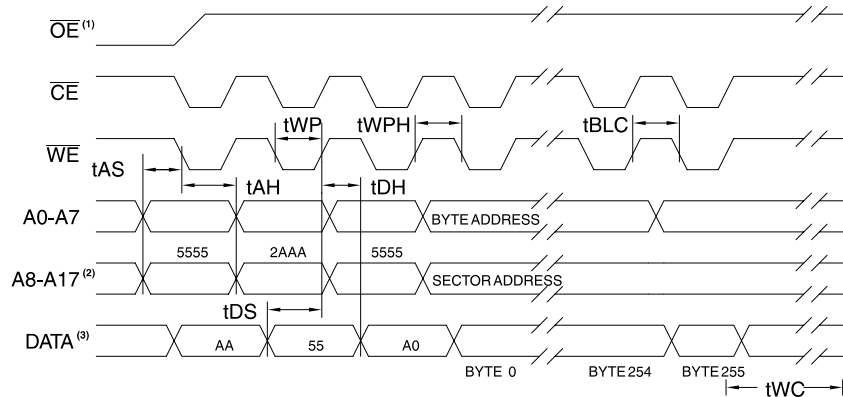 OE (1)
CE
tWP tWPH tBLC
WE
tAS
tAH tDH
A0-A7 BYTE ADDRESS
5555 2AAA 5555
A8-A17 (2) SECTOR ADDRESS
tDS
DATA (3) AA 55 A0
BYTE 0 BYTE 254 BYTE 255
tWC